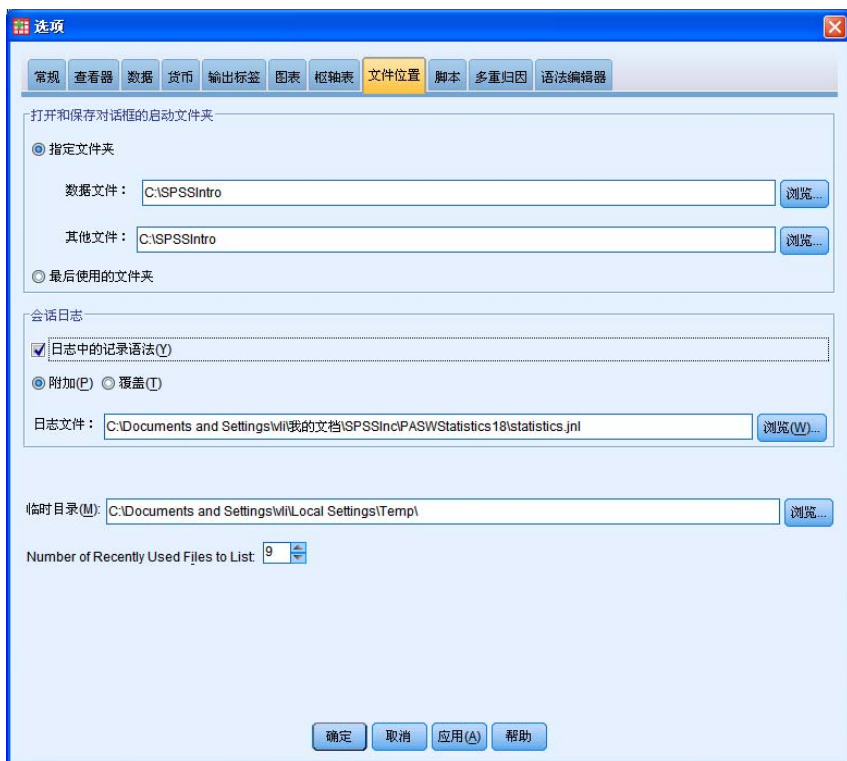 选项
常规 查看器 数据 货币 输出标签 图表 枢轴表 文件位置 脚本 多重归因 语法编辑器
打开和保存对话框的启动文件夹
指定文件夹
数据文件： C:\SPSSIntro 浏览...
其他文件： C:\SPSSIntro 浏览...
最后使用的文件夹
会话日志
日志中的记录语法(Y)
附加(P) 覆盖(T)
日志文件： C:\Documents and Settings\vli\我的文档\SPSSInc\PASWStatistics18\statistics.jnl 浏览(W)...
临时目录(M): C:\Documents and Settings\vli\Local Settings\Temp\ 浏览...
Number of Recently Used Files to List: 9
确定 取消 应用(A) 帮助